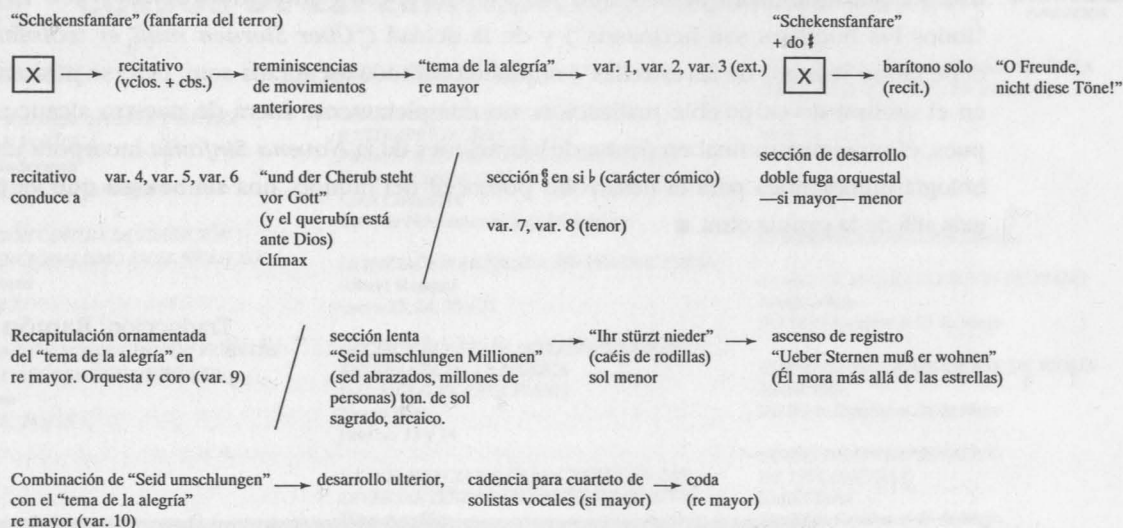 "Schekensfanfare" (fanfarria del terror)
X
recitativo
(vclos. + cbs.)
reminiscencias
de movimientos
anteriores
"tema de la alegría"
re mayor
var. 1, var. 2, var. 3 (ext.)
"Schekensfanfare"
+ do ♯
X
barítono solo
(recit.)
"O Freunde,
nicht diese Töne!"
recitativo
conduce a
var. 4, var. 5, var. 6
"und der Cherub steht
vor Gott"
(y el querubín está
ante Dios)
clímax
sección 6/8 en si ♭ (carácter cómico)
var. 7, var. 8 (tenor)
sección de desarrollo
doble fuga orquestal
—si mayor— menor
Recapitulación aumentada
del "tema de la alegría" en
re mayor. Orquesta y coro (var. 9)
sección lenta
"Seid umschlungen Millionen"
(sed abrazados, millones de
personas) ton. de sol
sagrado, arcaico.
"Ihr stürzt nieder"
(caéis de rodillas)
sol menor
ascenso de registro
"Ueber Sternen muß er wohnen"
(Él mora más allá de las estrellas)
Combinación de "Seid umschlungen"
con el "tema de la alegría"
re mayor (var. 10)
desarrollo ulterior,
cadencia para cuarteto de
solistas vocales (si mayor)
coda
(re mayor)